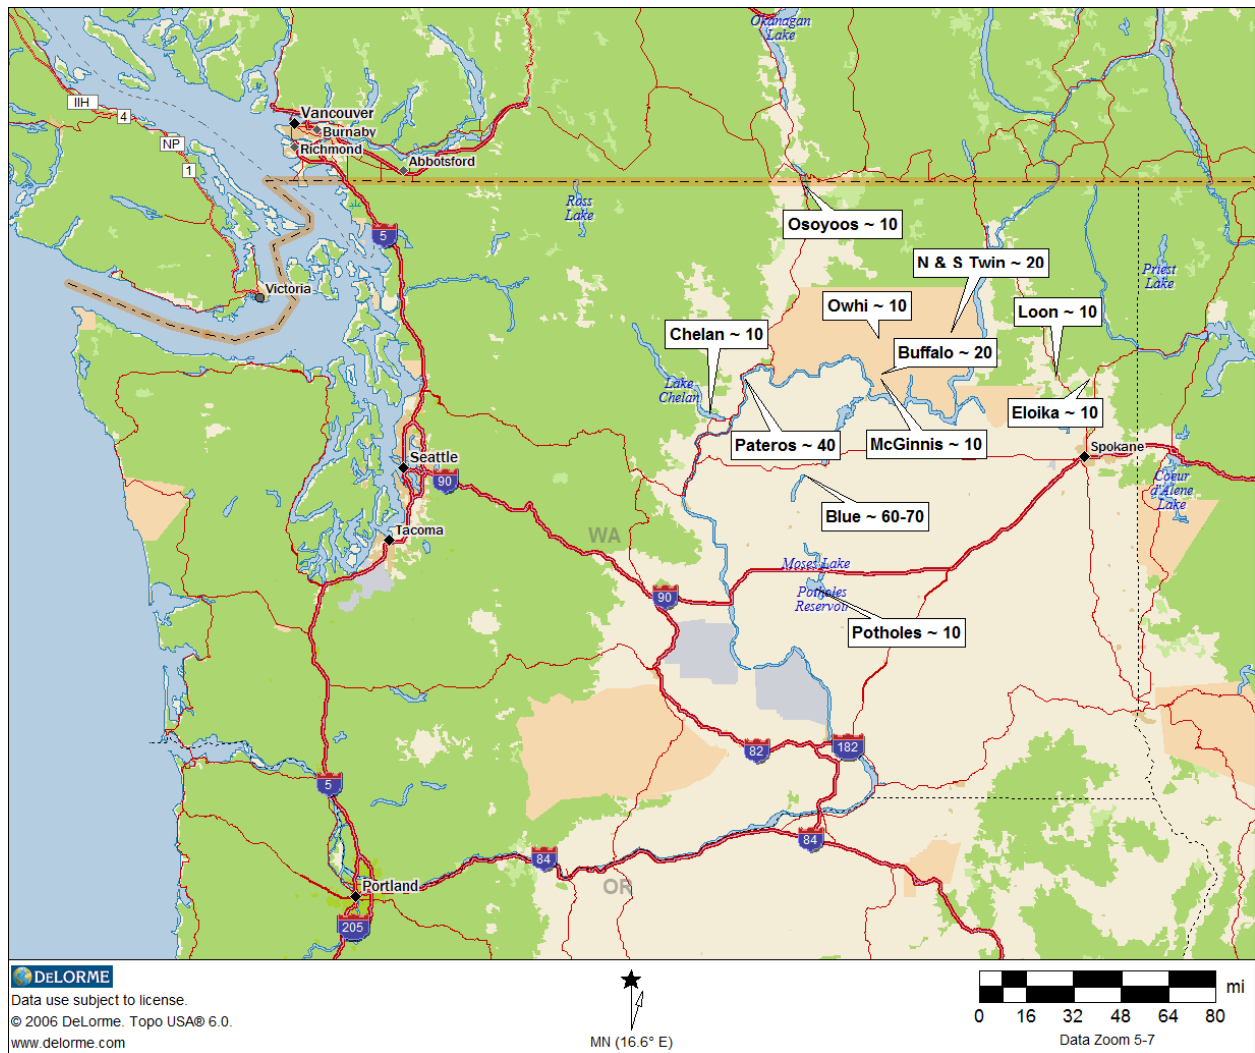 Okanagan
Lake
Vancouver
IIH
4
Burnaby
NP
Richmond
Abbotsford
1
Ross
Lake
Osoyoos ~ 10
5
N & S Twin ~ 20
Priest
Lake
Victoria
Owhi ~ 10
Loon ~ 10
Chelan ~ 10
Buffalo ~ 20
Lake
Chelan
Eloika ~ 10
Pateros ~ 40
McGinnis ~ 10
Spokane
Seattle
90
Coeur
d'Alene
Lake
Blue ~ 60-70
Tacoma
WA
Moses Lake
Potholes
Reservoir
90
Potholes ~ 10
82
182
5
84
84
OR
Portland
205
DELORME
Data use subject to license.
© 2006 DeLorme. Topo USA® 6.0.
www.delorme.com
MN (16.6° E)
mi
0 16 32 48 64 80
Data Zoom 5-7